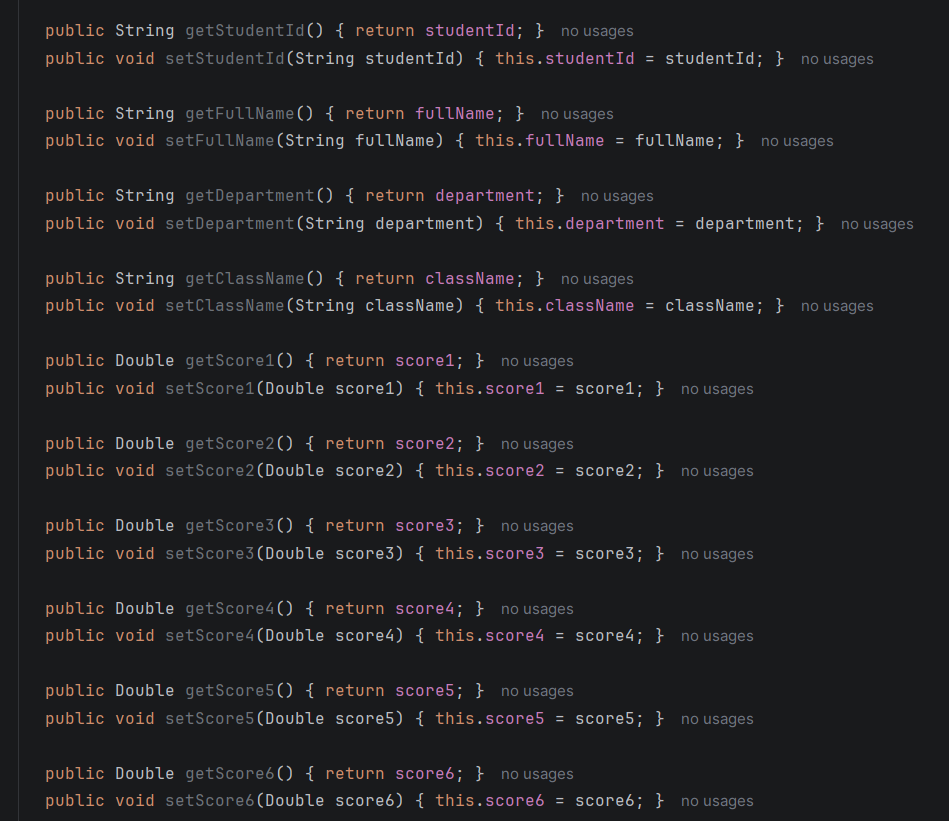 public String getStudentId() { return studentId; } no usages
public void setStudentId(String studentId) { this.studentId = studentId; } no usages
public String getFullName() { return fullName; } no usages
public void setFullName(String fullName) { this.fullName = fullName; } no usages
public String getDepartment() { return department; } no usages
public void setDepartment(String department) { this.department = department; } no usages
public String getClassName() { return className; } no usages
public void setClassName(String className) { this.className = className; } no usages
public Double getScore1() { return score1; } no usages
public void setScore1(Double score1) { this.score1 = score1; } no usages
public Double getScore2() { return score2; } no usages
public void setScore2(Double score2) { this.score2 = score2; } no usages
public Double getScore3() { return score3; } no usages
public void setScore3(Double score3) { this.score3 = score3; } no usages
public Double getScore4() { return score4; } no usages
public void setScore4(Double score4) { this.score4 = score4; } no usages
public Double getScore5() { return score5; } no usages
public void setScore5(Double score5) { this.score5 = score5; } no usages
public Double getScore6() { return score6; } no usages
public void setScore6(Double score6) { this.score6 = score6; } no usages